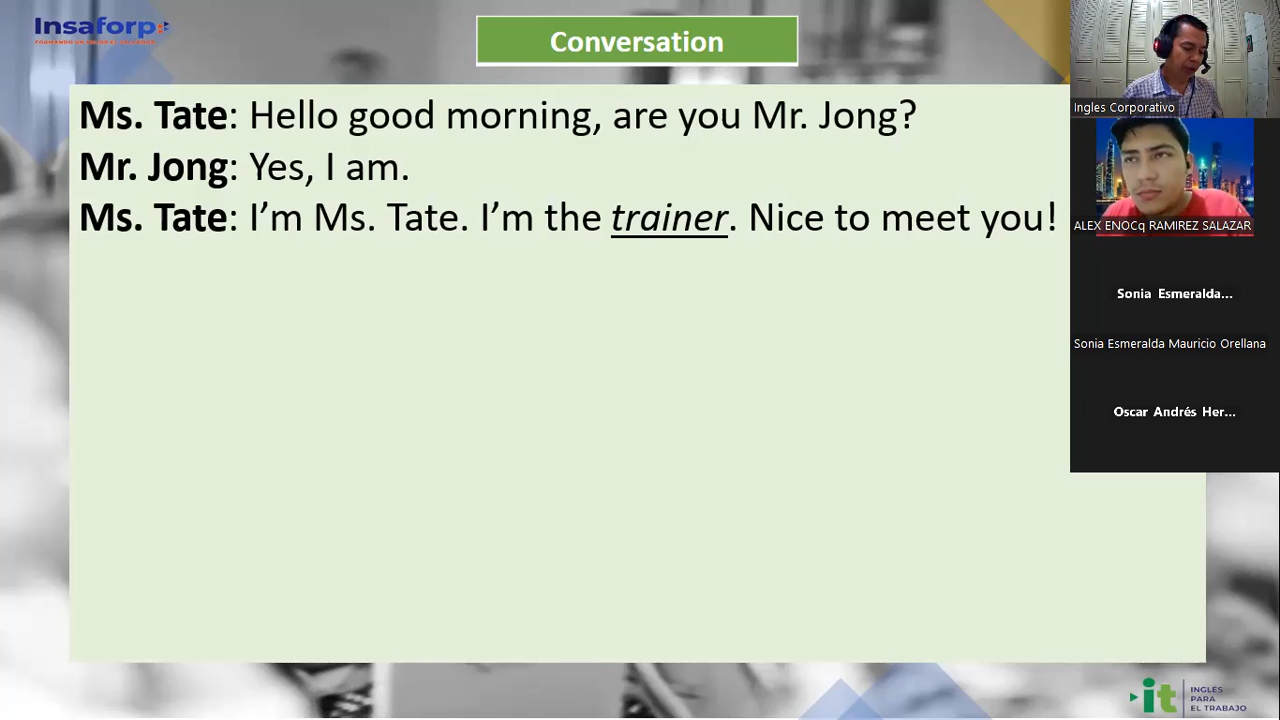 Insaforp
Conversation
Ms. Tate: Hello good morning, are you Mr. Jong?
Mr. Jong: Yes, I am.
Ms. Tate: I’m Ms. Tate. I’m the trainer. Nice to meet you!
Ingles Corporativo
ALEX ENOCq RAMIREZ SALAZAR
Sonia Esmeralda...
Sonia Esmeralda Mauricio Orellana
Oscar Andrés Her...
it
INGLES
PARA
EL TRABAJO